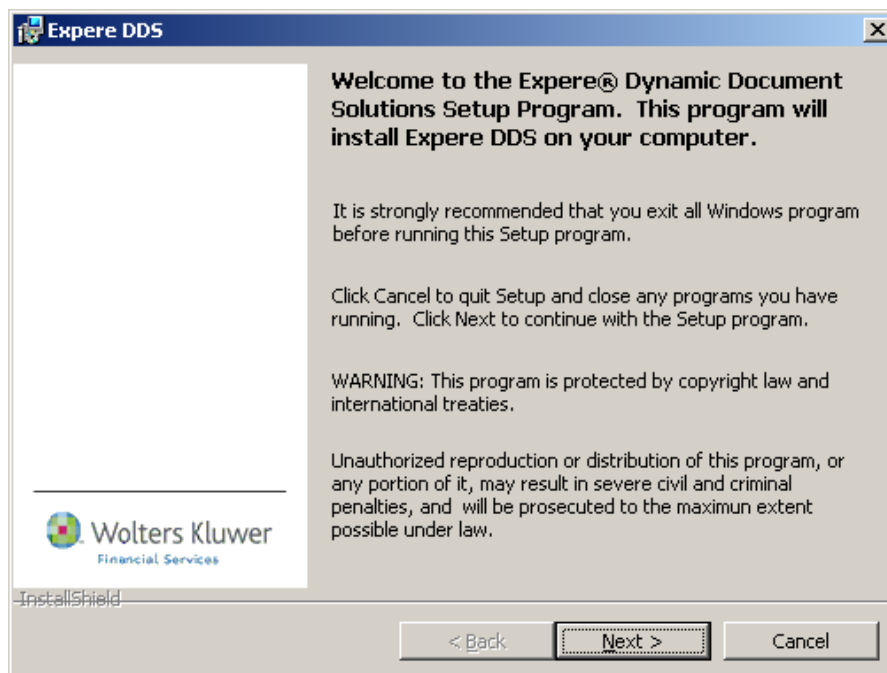 Expere DDS
Welcome to the Expere® Dynamic Document
Solutions Setup Program. This program will
install Expere DDS on your computer.
It is strongly recommended that you exit all Windows program
before running this Setup program.
Click Cancel to quit Setup and close any programs you have
running. Click Next to continue with the Setup program.
WARNING: This program is protected by copyright law and
international treaties.
Unauthorized reproduction or distribution of this program, or
any portion of it, may result in severe civil and criminal
penalties, and will be prosecuted to the maximun extent
possible under law.
Wolters Kluwer
Financial Services
InstallShield
< Back Next > Cancel